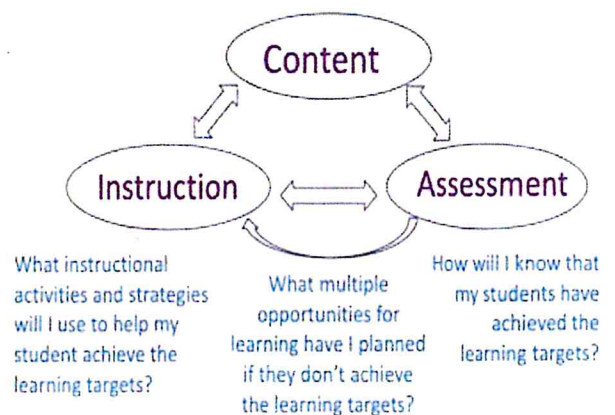 Content
Instruction
Assessment
What instructional
activities and strategies
will I use to help my
student achieve the
learning targets?
What multiple
opportunities for
learning have I planned
if they don't achieve
the learning targets?
How will I know that
my students have
achieved the
learning targets?